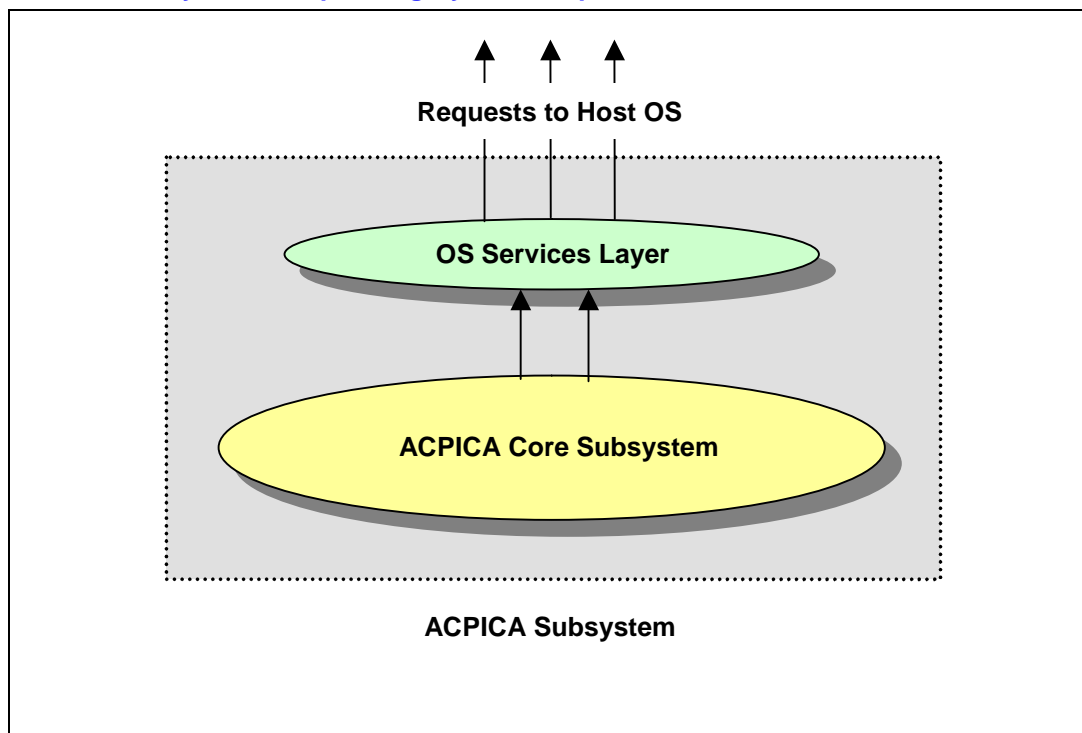 Requests to Host OS
OS Services Layer
ACPICA Core Subsystem
ACPICA Subsystem